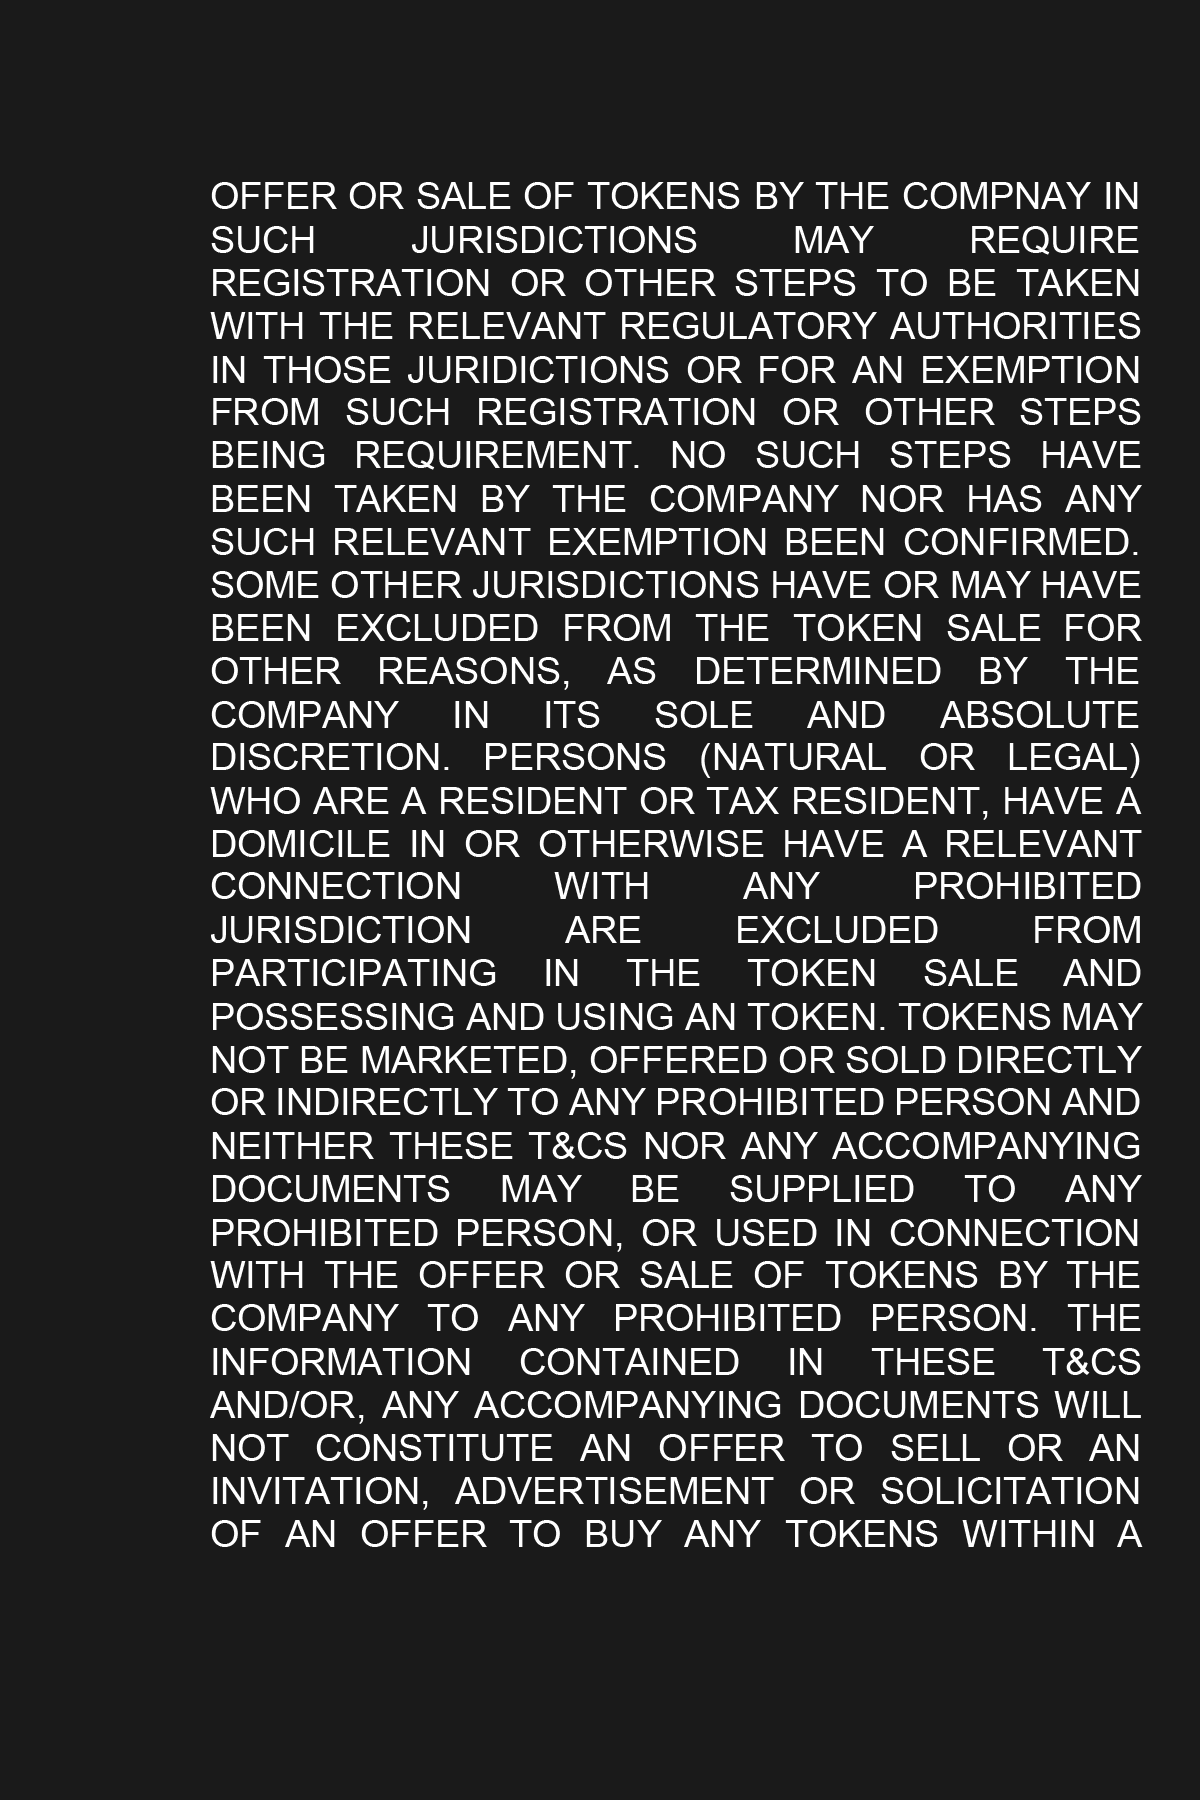 OFFER OR SALE OF TOKENS BY THE COMPNAY IN
SUCH JURISDICTIONS MAY REQUIRE
REGISTRATION OR OTHER STEPS TO BE TAKEN
WITH THE RELEVANT REGULATORY AUTHORITIES
IN THOSE JURIDICTIONS OR FOR AN EXEMPTION
FROM SUCH REGISTRATION OR OTHER STEPS
BEING REQUIREMENT. NO SUCH STEPS HAVE
BEEN TAKEN BY THE COMPANY NOR HAS ANY
SUCH RELEVANT EXEMPTION BEEN CONFIRMED.
SOME OTHER JURISDICTIONS HAVE OR MAY HAVE
BEEN EXCLUDED FROM THE TOKEN SALE FOR
OTHER REASONS, AS DETERMINED BY THE
COMPANY IN ITS SOLE AND ABSOLUTE
DISCRETION. PERSONS (NATURAL OR LEGAL)
WHO ARE A RESIDENT OR TAX RESIDENT, HAVE A
DOMICILE IN OR OTHERWISE HAVE A RELEVANT
CONNECTION WITH ANY PROHIBITED
JURISDICTION ARE EXCLUDED FROM
PARTICIPATING IN THE TOKEN SALE AND
POSSESSING AND USING AN TOKEN. TOKENS MAY
NOT BE MARKETED, OFFERED OR SOLD DIRECTLY
OR INDIRECTLY TO ANY PROHIBITED PERSON AND
NEITHER THESE T&CS NOR ANY ACCOMPANYING
DOCUMENTS MAY BE SUPPLIED TO ANY
PROHIBITED PERSON, OR USED IN CONNECTION
WITH THE OFFER OR SALE OF TOKENS BY THE
COMPANY TO ANY PROHIBITED PERSON. THE
INFORMATION CONTAINED IN THESE T&CS
AND/OR, ANY ACCOMPANYING DOCUMENTS WILL
NOT CONSTITUTE AN OFFER TO SELL OR AN
INVITATION, ADVERTISEMENT OR SOLICITATION
OF AN OFFER TO BUY ANY TOKENS WITHIN A